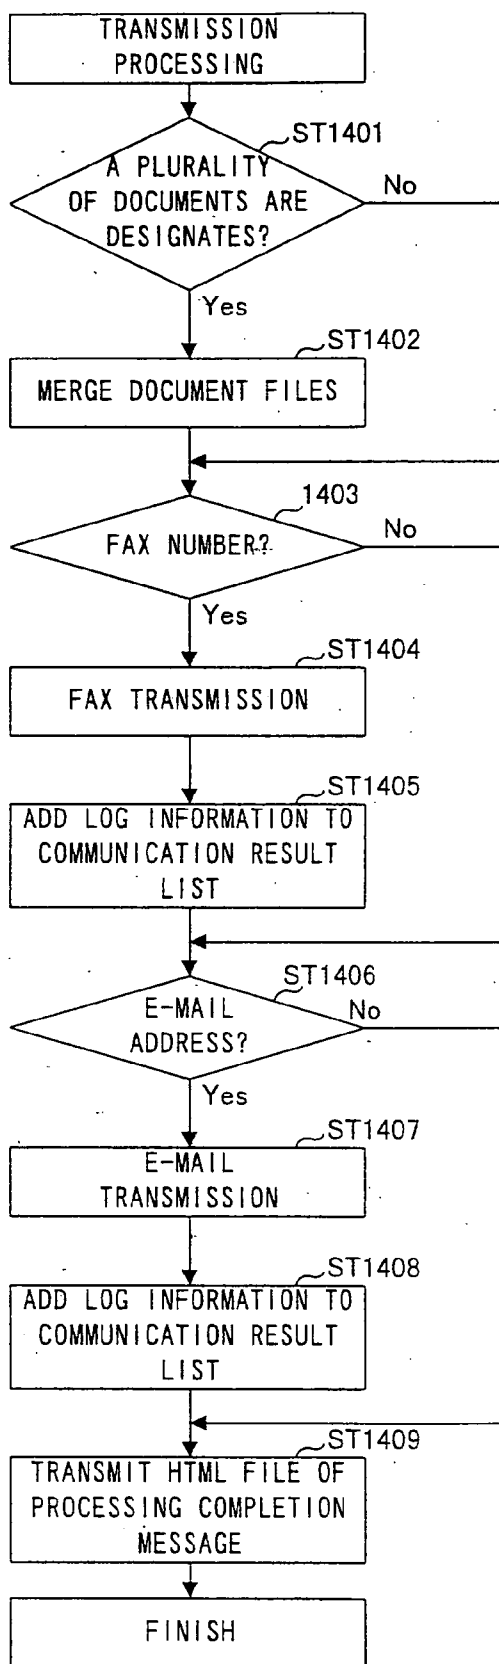 TRANSMISSION
PROCESSING
ST1401
A PLURALITY
OF DOCUMENTS ARE
DESIGNATES?
No
Yes
ST1402
MERGE DOCUMENT FILES
1403
FAX NUMBER?
No
Yes
ST1404
FAX TRANSMISSION
ST1405
ADD LOG INFORMATION TO
COMMUNICATION RESULT
LIST
ST1406
E-MAIL
ADDRESS?
No
Yes
ST1407
E-MAIL
TRANSMISSION
ST1408
ADD LOG INFORMATION TO
COMMUNICATION RESULT
LIST
ST1409
TRANSMIT HTML FILE OF
PROCESSING COMPLETION
MESSAGE
FINISH